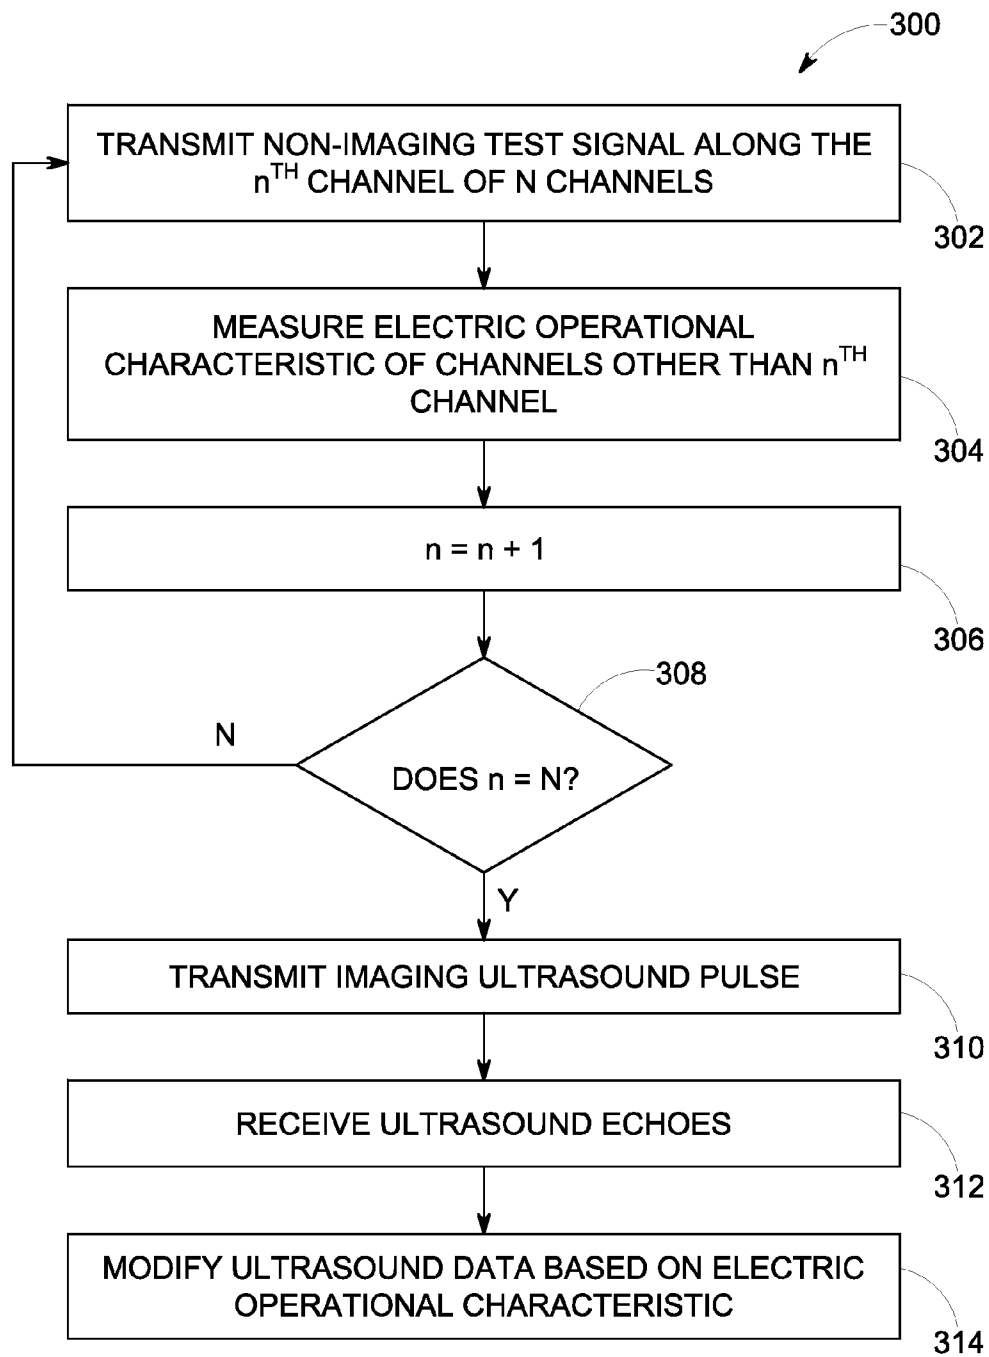 300
TRANSMIT NON-IMAGING TEST SIGNAL ALONG THE
nTH CHANNEL OF N CHANNELS
302
MEASURE ELECTRIC OPERATIONAL
CHARACTERISTIC OF CHANNELS OTHER THAN nTH
CHANNEL
304
n = n + 1
306
308
N
DOES n = N?
Y
TRANSMIT IMAGING ULTRASOUND PULSE
310
RECEIVE ULTRASOUND ECHOES
312
MODIFY ULTRASOUND DATA BASED ON ELECTRIC
OPERATIONAL CHARACTERISTIC
314